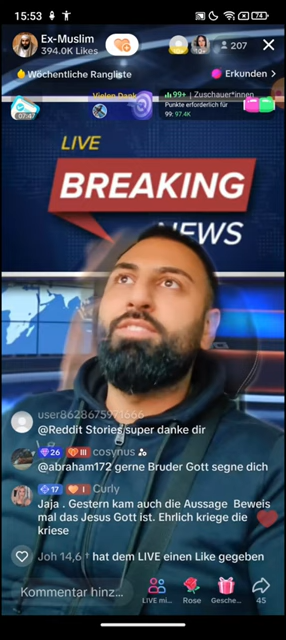 15:53
74
Ex-Muslim
394.0K Likes
207
Wöchentliche Rangliste
Erkunden >
07:47
Vielen Dank
99+ | Zuschauer*innen
Punkte erforderlich für
99: 97.4K
LIVE
BREAKING
NEWS
user8628675971666
@Reddit Stories super danke dir
26 III cosynus
@abraham172 gerne Bruder Gott segne dich
17 I Curly
Jaja . Gestern kam auch die Aussage Beweis
mal das Jesus Gott ist. Ehrlich kriege die
kriese
Joh 14,6 † hat dem LIVE einen Like gegeben
Kommentar hinz...
LIVE mi...
Rose
Gesche...
45